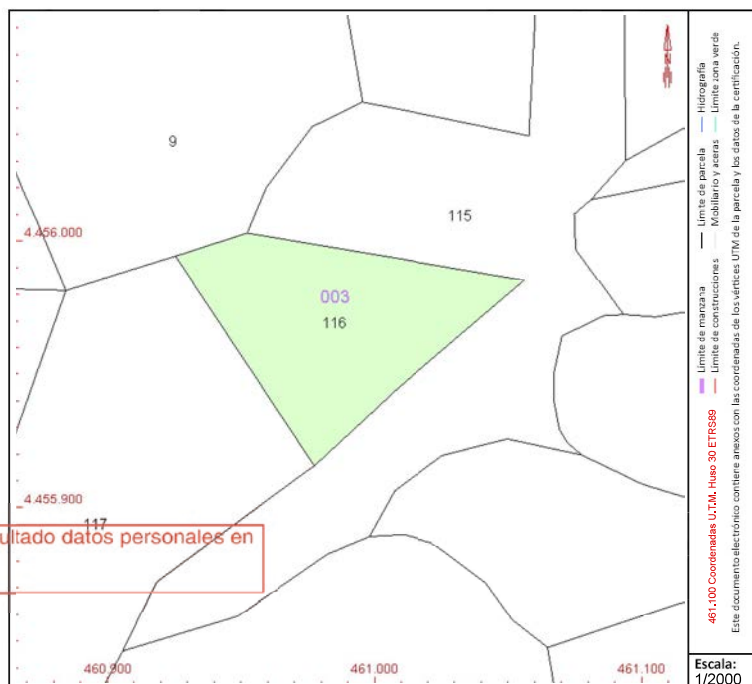 9
115
4.456.000
003
116
4.455.900
117
ultado datos personales en
460.900
461.000
461.100
461.100 Coordenadas U.T.M. Huso 30 ETRS89
Límite de manzana
Límite de construcciones
Límite de parcela
Mobiliario y aceras
Hidrografía
Límite zona verde
Este documento electrónico contiene anexos con las coordenadas de los vértices UTM de la parcela y los datos de la certificación.
N
Escala:
1/2000